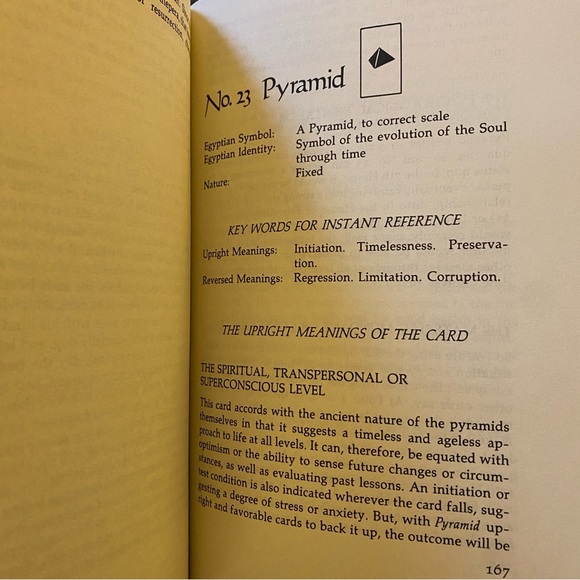 resurrection,
No. 23 Pyramid
Egyptian Symbol: A Pyramid, to correct scale
Egyptian Identity: Symbol of the evolution of the Soul
through time
Nature: Fixed
KEY WORDS FOR INSTANT REFERENCE
Upright Meanings: Initiation. Timelessness. Preserva-
tion.
Reversed Meanings: Regression. Limitation. Corruption.
THE UPRIGHT MEANINGS OF THE CARD
THE SPIRITUAL, TRANSPERSONAL OR
SUPERCONSCIOUS LEVEL
This card accords with the ancient nature of the pyramids
themselves in that it suggests a timeless and ageless ap-
proach to life at all levels. It can, therefore, be equated with
optimism or the ability to sense future changes or circum-
stances, as well as evaluating past lessons. An initiation or
test condition is also indicated wherever the card falls, sug-
gesting a degree of stress or anxiety. But, with Pyramid up-
right and favorable cards to back it up, the outcome will be
167